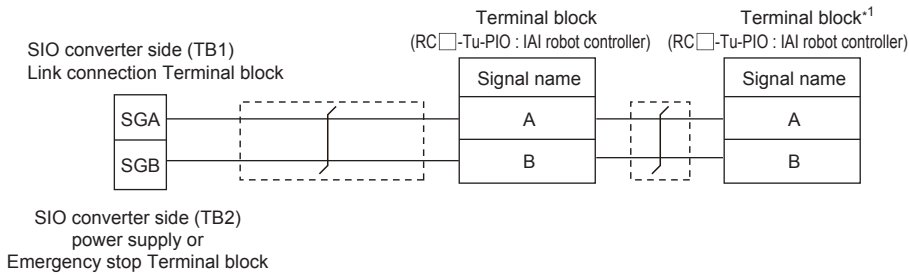 SIO converter side (TB1)
Link connection Terminal block
Terminal block
(RC□-Tu-PIO : IAI robot controller)
Terminal block*1
(RC□-Tu-PIO : IAI robot controller)
Signal name
Signal name
SGA
A
A
SGB
B
B
SIO converter side (TB2)
power supply or
Emergency stop Terminal block